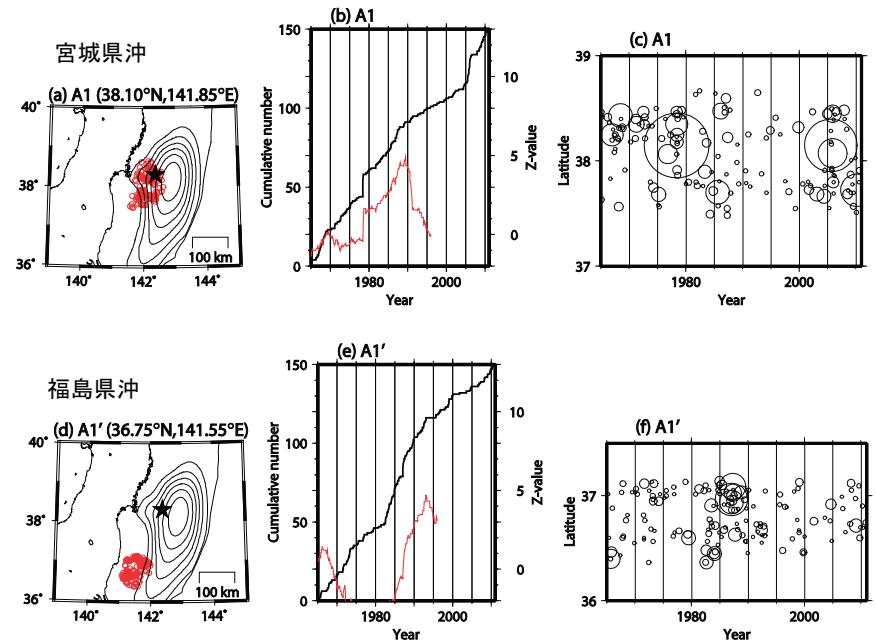 宮城県沖
(a) A1 (38.10°N,141.85°E)
40°
38°
36°
140°
142°
144°
100 km
(b) A1
150
100
50
0
Cumulative number
10
5
0
Z-value
1980
2000
Year
(c) A1
39
38
37
Latitude
1980
2000
Year
福島県沖
(d) A1’ (36.75°N,141.55°E)
40°
38°
36°
140°
142°
144°
100 km
(e) A1’
150
100
50
0
Cumulative number
10
5
0
Z-value
1980
2000
Year
(f) A1’
37
36
Latitude
1980
2000
Year